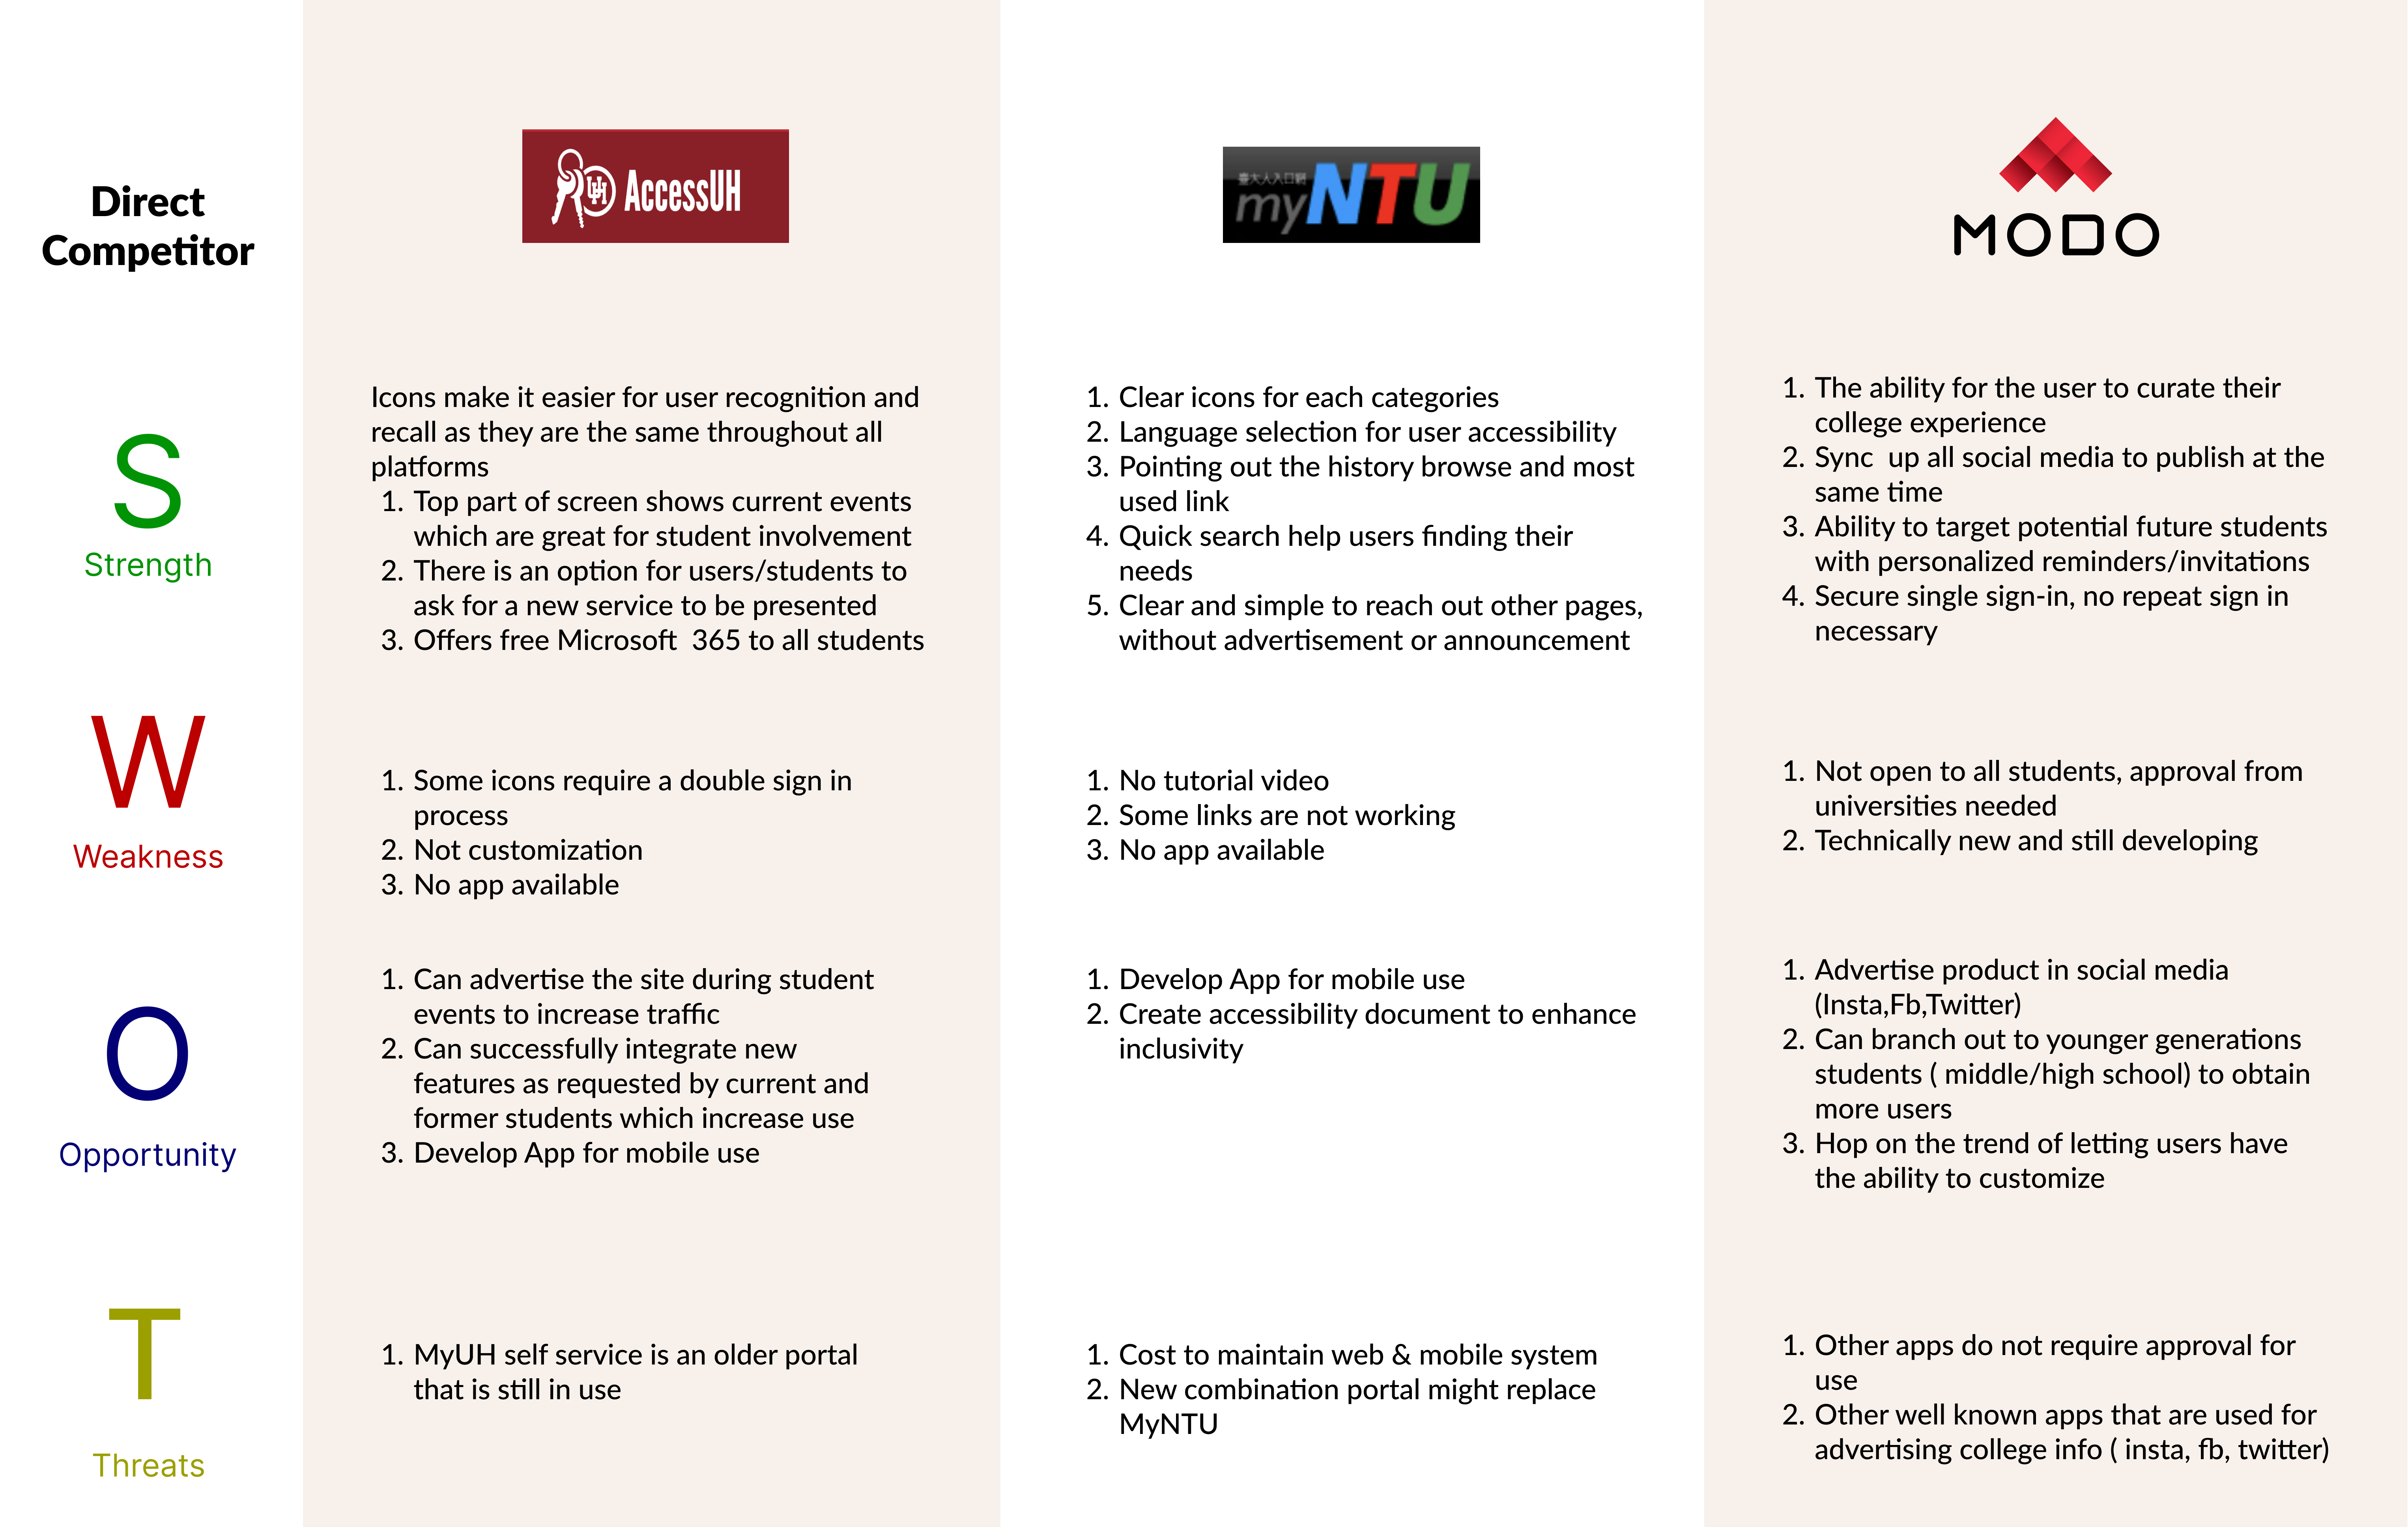 Direct
Competitor
AccessUH
臺大人入口網
myNTU
MODO
S
Strength
Icons make it easier for user recognition and
recall as they are the same throughout all
platforms
1. Top part of screen shows current events
which are great for student involvement
2. There is an option for users/students to
ask for a new service to be presented
3. Offers free Microsoft  365 to all students
1. Clear icons for each categories
2. Language selection for user accessibility
3. Pointing out the history browse and most
used link
4. Quick search help users finding their
needs
5. Clear and simple to reach out other pages,
without advertisement or announcement
1. The ability for the user to curate their
college experience
2. Sync  up all social media to publish at the
same time
3. Ability to target potential future students
with personalized reminders/invitations
4. Secure single sign-in, no repeat sign in
necessary
W
Weakness
1. Some icons require a double sign in
process
2. Not customization
3. No app available
1. No tutorial video
2. Some links are not working
3. No app available
1. Not open to all students, approval from
universities needed
2. Technically new and still developing
O
Opportunity
1. Can advertise the site during student
events to increase traffic
2. Can successfully integrate new
features as requested by current and
former students which increase use
3. Develop App for mobile use
1. Develop App for mobile use
2. Create accessibility document to enhance
inclusivity
1. Advertise product in social media
(Insta,Fb,Twitter)
2. Can branch out to younger generations
students ( middle/high school) to obtain
more users
3. Hop on the trend of letting users have
the ability to customize
T
Threats
1. MyUH self service is an older portal
that is still in use
1. Cost to maintain web & mobile system
2. New combination portal might replace
MyNTU
1. Other apps do not require approval for
use
2. Other well known apps that are used for
advertising college info ( insta, fb, twitter)